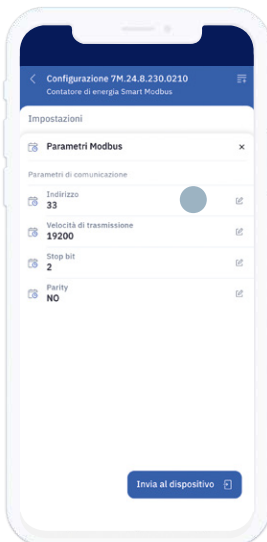 Configurazione 7M.24.8.230.0210
Contatore di energia Smart Modbus
Impostazioni
Parametri Modbus
Parametri di comunicazione
Indirizzo
33
Velocità di trasmissione
19200
Stop bit
2
Parity
NO
Invia al dispositivo